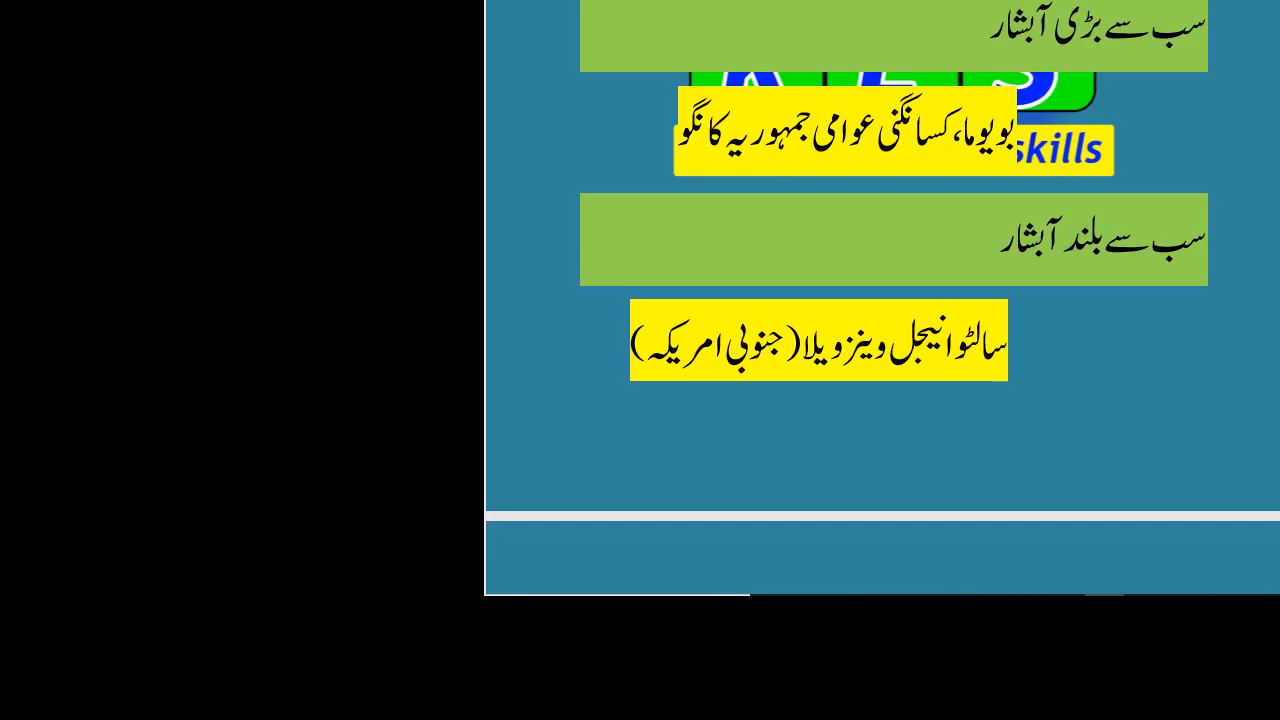 سب سے بڑی آبشار
بویوما، کسانگنی عوامی جمہوریہ کانگو
skills
سب سے بلند آبشار
سالٹو انیجل وینزویلا (جنوبی امریکہ)